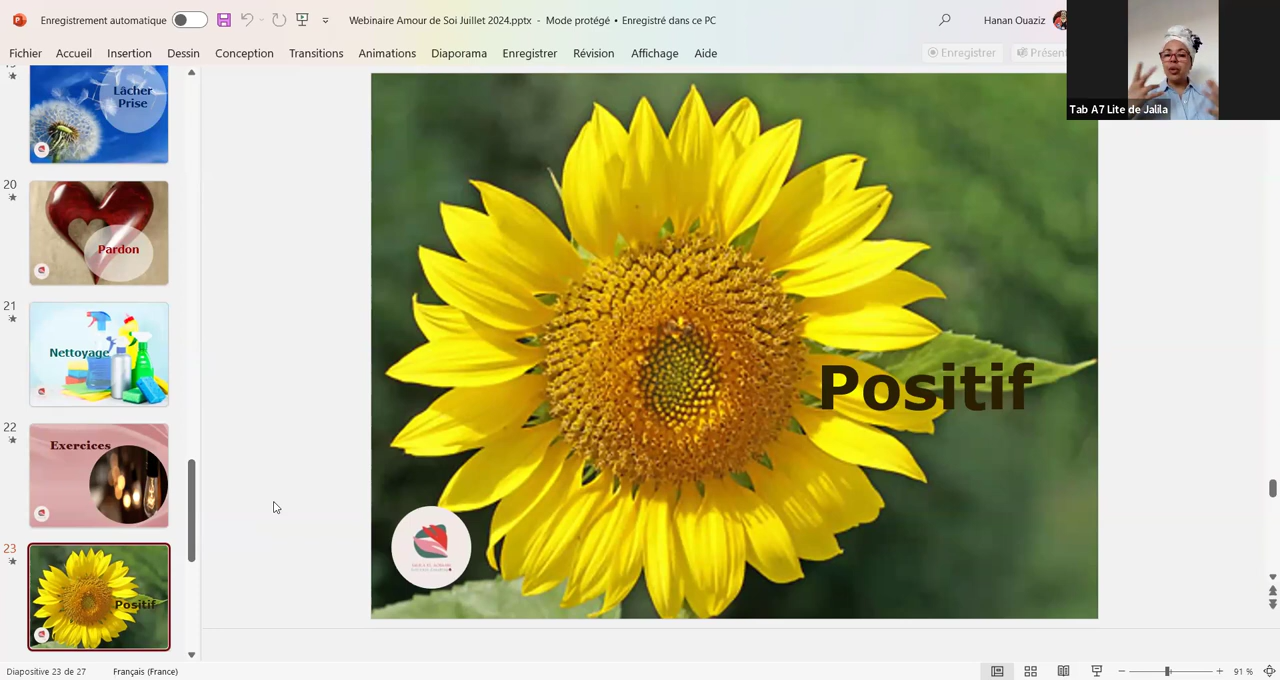 Enregistrement automatique
Webinaire Amour de Soi Juillet 2024.pptx - Mode protégé • Enregistré dans ce PC
Hanan Ouaziz
Fichier Accueil Insertion Dessin Conception Transitions Animations Diaporama Enregistrer Révision Affichage Aide
Enregistrer
Présen
Tab A7 Lite de Jalila
Lâcher
Prise
20
Pardon
21
Nettoyage
22
Exercices
23
Positif
Positif
Diapositive 23 de 27
Français (France)
91 %